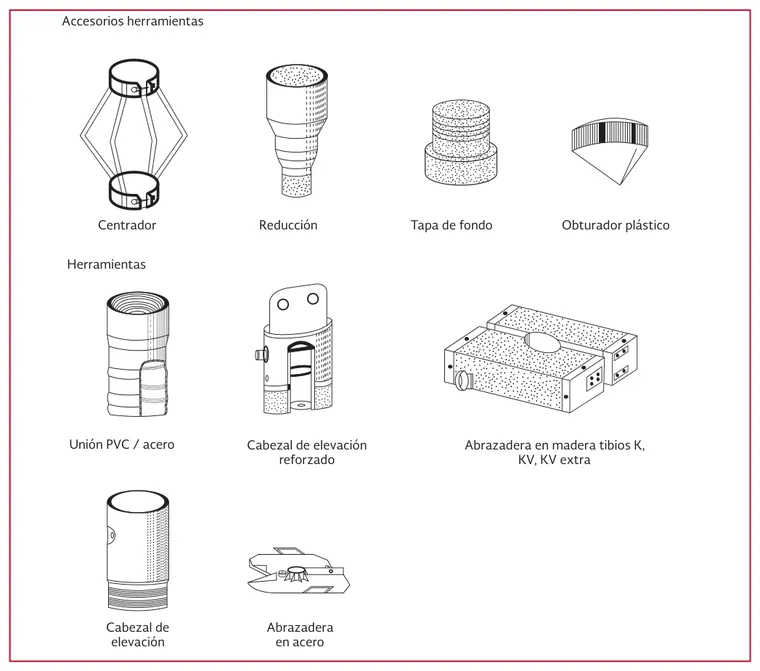 Accesorios herramientas
Centrador
Reducción
Tapa de fondo
Obturador plástico
Herramientas
Unión PVC / acero
Cabezal de elevación
reforzado
Abrazadera en madera tibios K,
KV, KV extra
Cabezal de
elevación
Abrazadera
en acero